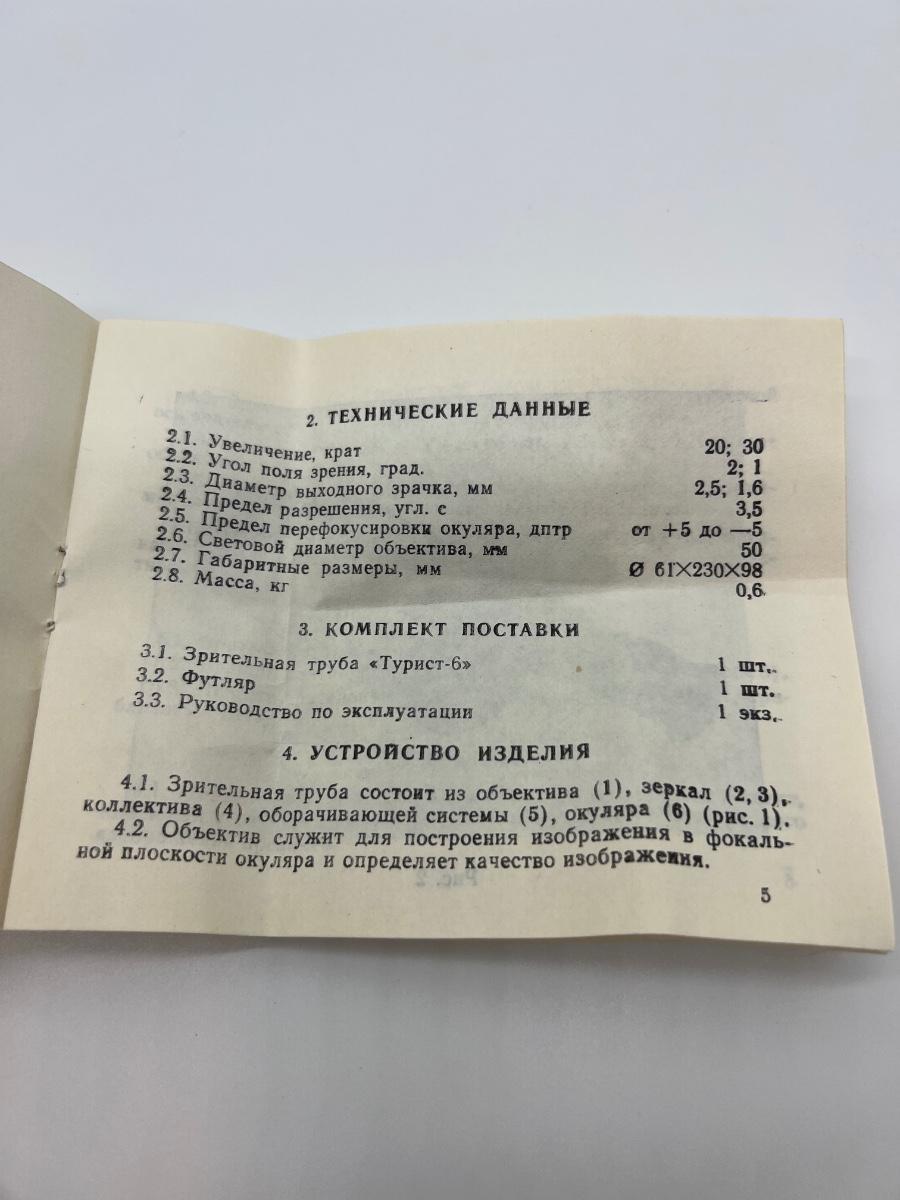 2. ТЕХНИЧЕСКИЕ ДАННЫЕ
2.1. Увеличение, крат 20; 30
2.2. Угол поля зрения, град. 2; 1
2.3. Диаметр выходного зрачка, мм 2,5; 1,6
2.4. Предел разрешения, угл. с 3,5
2.5. Предел перефокусировки окуляра, дптр от +5 до —5
2.6. Световой диаметр объектива, мм 50
2.7. Габаритные размеры, мм Ø 61×230×98
2.8. Масса, кг 0,6
3. КОМПЛЕКТ ПОСТАВКИ
3.1. Зрительная труба «Турист-6» 1 шт.
3.2. Футляр 1 шт.
3.3. Руководство по эксплуатации 1 экз.
4. УСТРОЙСТВО ИЗДЕЛИЯ
4.1. Зрительная труба состоит из объектива (1), зеркал (2, 3),
коллектива (4), оборачивающей системы (5), окуляра (6) (рис. 1).
4.2. Объектив служит для построения изображения в фокаль-
ной плоскости окуляра и определяет качество изображения.
5